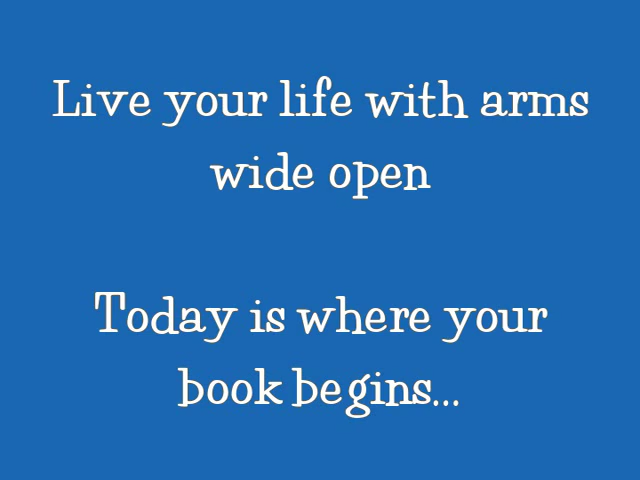 Live your life with arms
wide open
Today is where your
book begins...